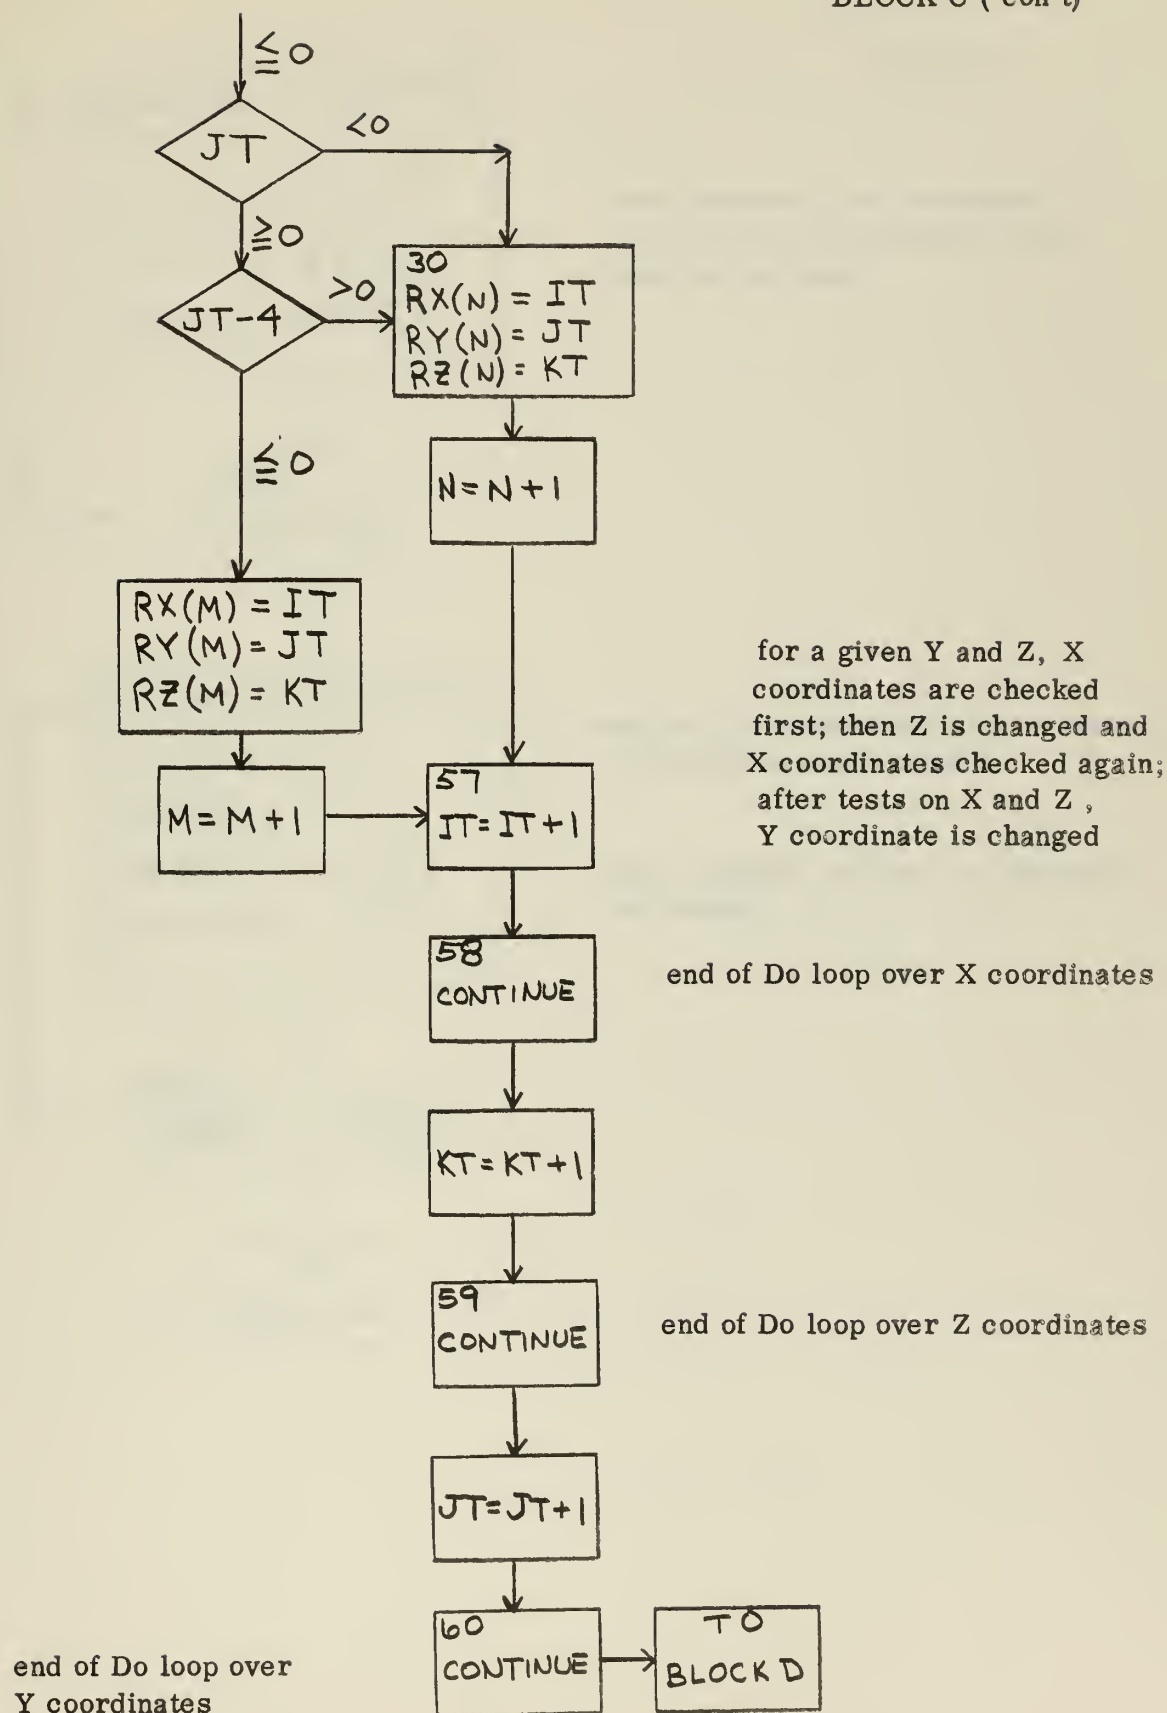 BLOCK C ( con't)
≦0
JT
<0
≧0
JT-4
>0
30
RX(N) = IT
RY(N) = JT
RZ(N) = KT
N=N+1
≦0
RX(M) = IT
RY(M) = JT
RZ(M) = KT
M=M+1
57
IT=IT+1
for a given Y and Z, X
coordinates are checked
first; then Z is changed and
X coordinates checked again;
after tests on X and Z ,
Y coordinate is changed
58
CONTINUE
end of Do loop over X coordinates
KT=KT+1
59
CONTINUE
end of Do loop over Z coordinates
JT=JT+1
60
CONTINUE
TO
BLOCK D
end of Do loop over
Y coordinates